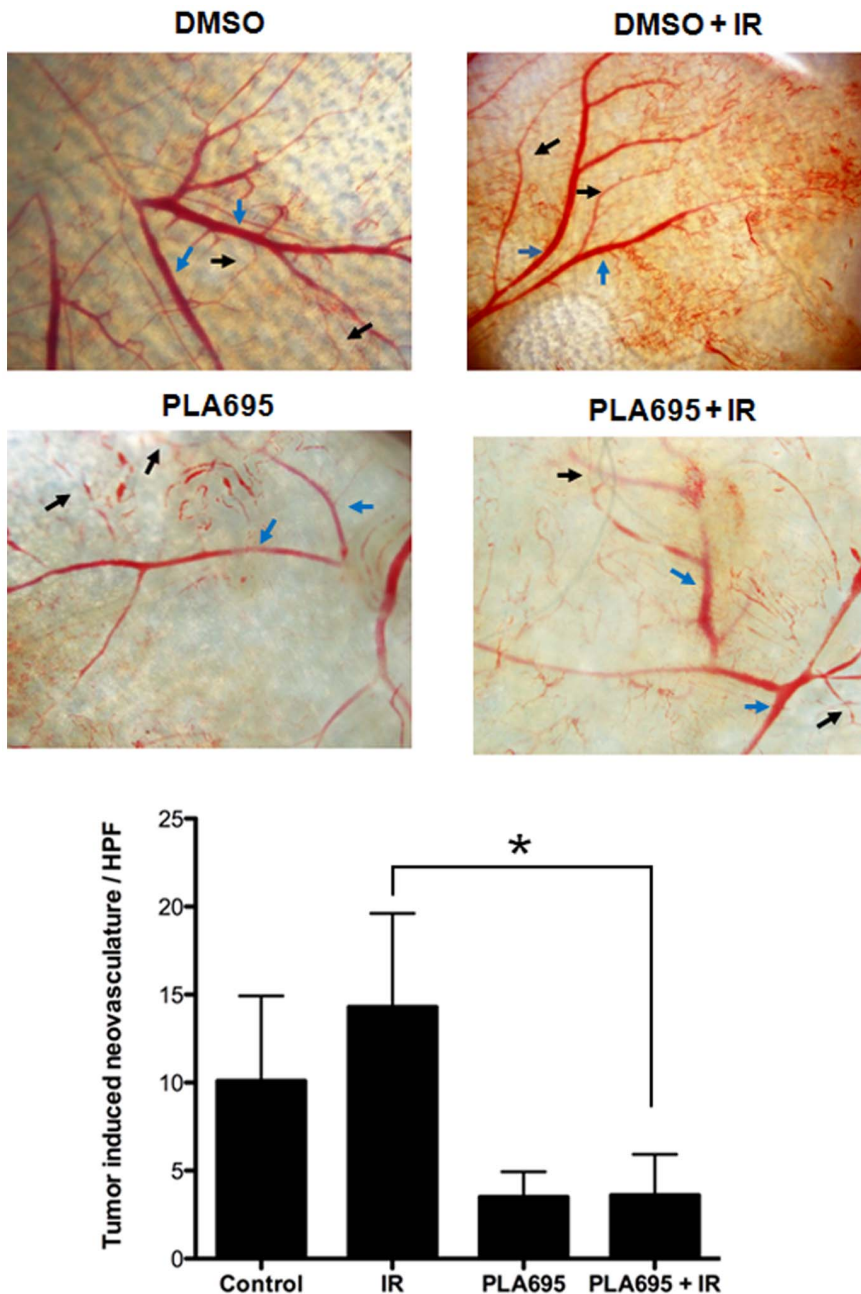 DMSO
DMSO + IR
PLA695
PLA695 + IR
Tumor induced neovasculature / HPF
25
20
15
10
5
0
*
Control
IR
PLA695
PLA695 + IR